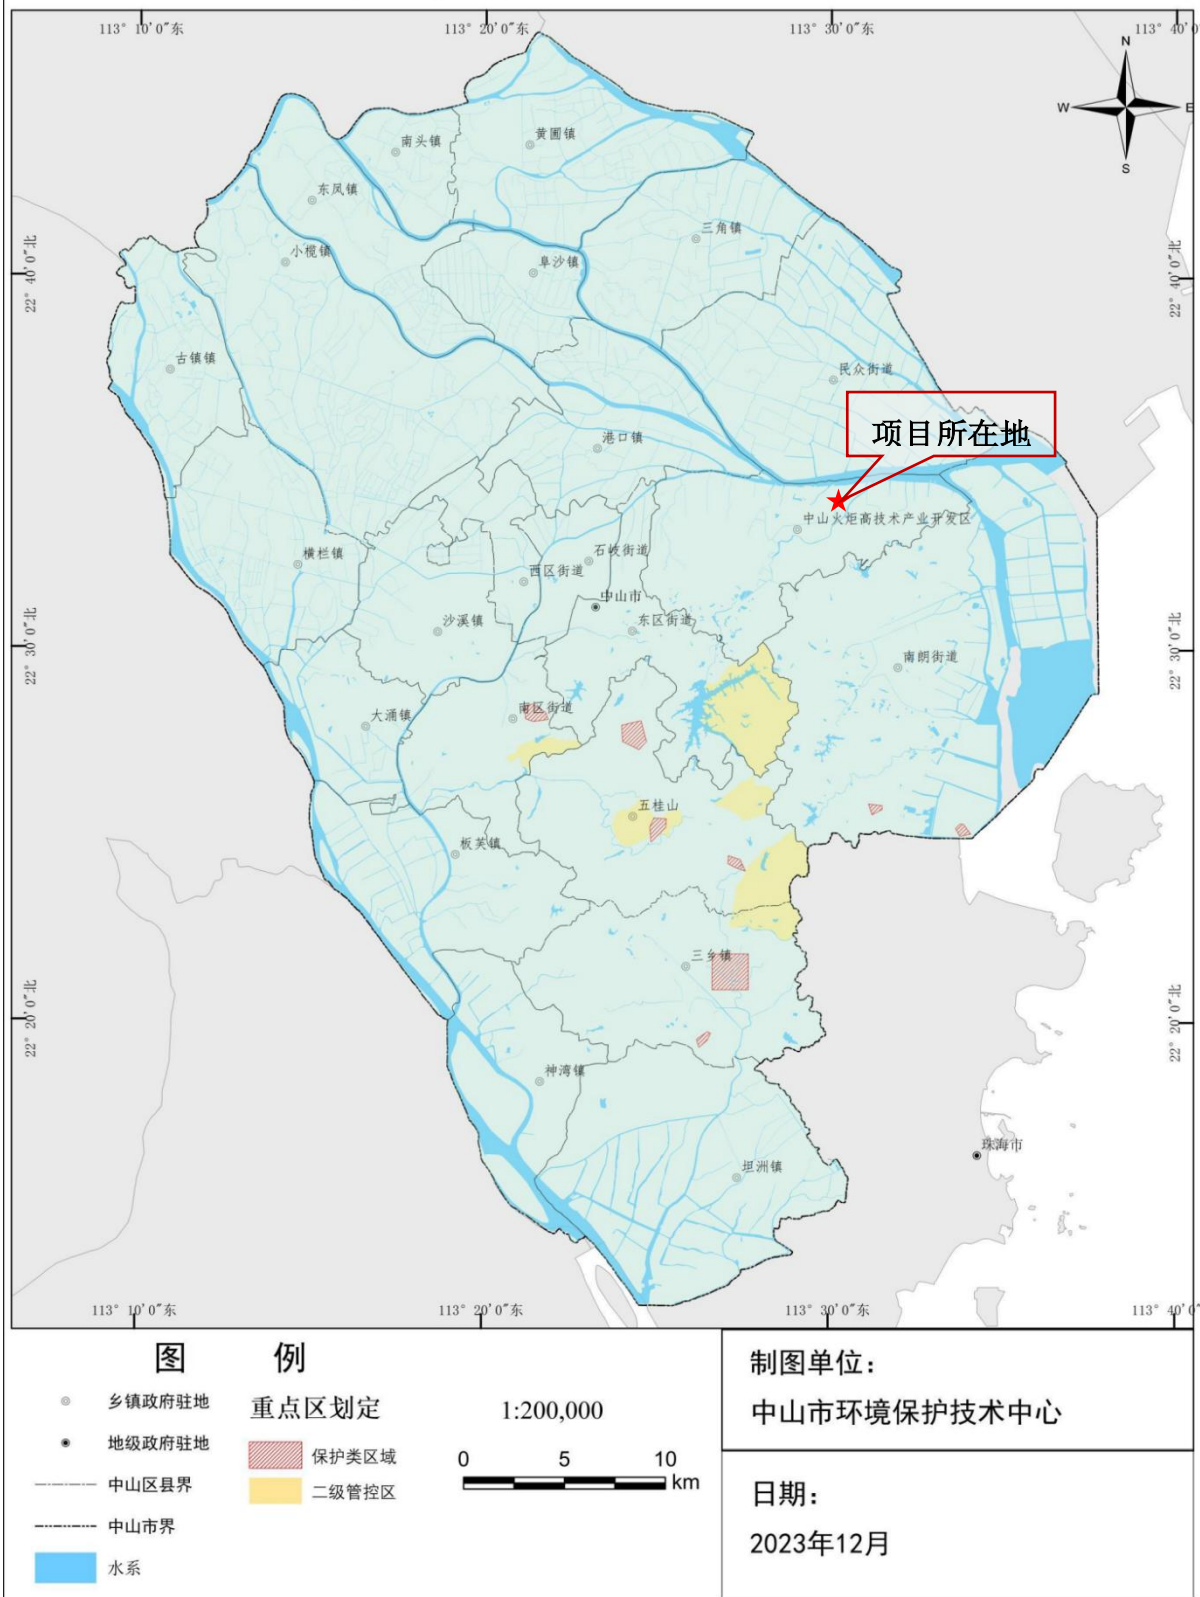 113° 10'0"东
113° 20'0"东
113° 30'0"东
113° 40'0"东
N
W
E
S
黄圃镇
南头镇
东凤镇
三角镇
22° 40'0"北
小榄镇
阜沙镇
22° 40'0"北
古镇镇
民众街道
项目所在地
港口镇
中山火炬高技术产业开发区
石岐街道
横栏镇
西区街道
中山市
沙溪镇
东区街道
22° 30'0"北
南朗街道
22° 30'0"北
大涌镇
南区街道
五桂山
板芙镇
三乡镇
22° 20'0"北
22° 20'0"北
神湾镇
珠海市
坦洲镇
113° 10'0"东
113° 20'0"东
113° 30'0"东
113° 40'0"东
图 例
乡镇政府驻地
地级政府驻地
中山区县界
中山市界
水系
重点区划定
保护类区域
二级管控区
1:200,000
0 5 10
km
制图单位：
中山市环境保护技术中心
日期：
2023年12月